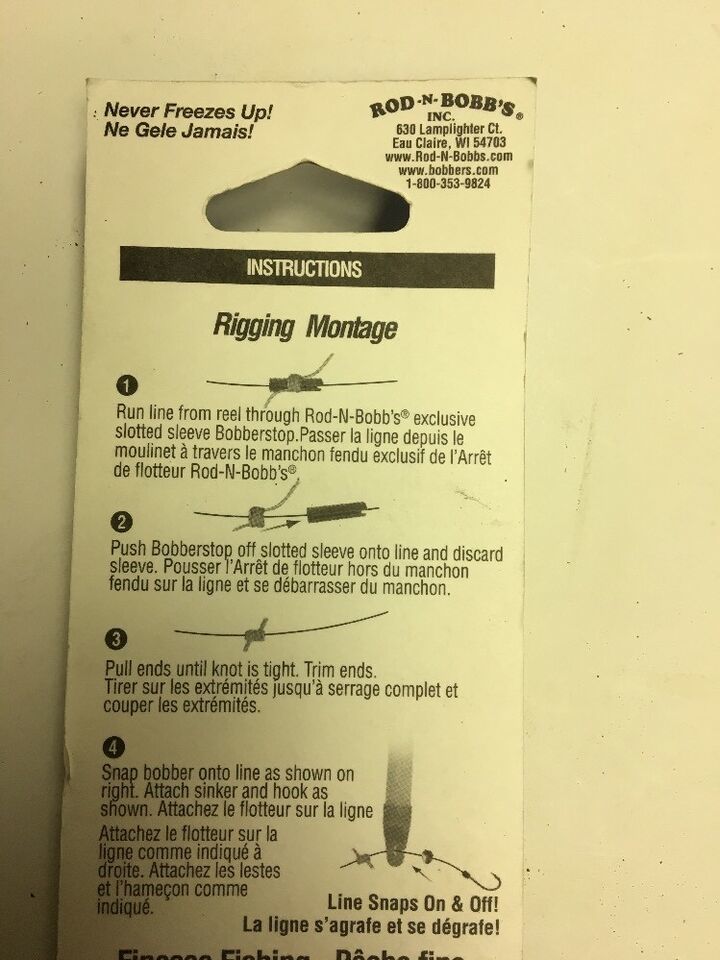 Never Freezes Up!
Ne Gele Jamais!
ROD-N-BOBB'S®
INC.
630 Lamplighter Ct.
Eau Claire, WI 54703
www.Rod-N-Bobbs.com
www.bobbers.com
1-800-353-9824
INSTRUCTIONS
Rigging Montage
1
Run line from reel through Rod-N-Bobb's® exclusive
slotted sleeve Bobberstop.Passer la ligne depuis le
moulinet à travers le manchon fendu exclusif de l'Arrêt
de flotteur Rod-N-Bobb's®
2
Push Bobberstop off slotted sleeve onto line and discard
sleeve. Pousser l'Arrêt de flotteur hors du manchon
fendu sur la ligne et se débarrasser du manchon.
3
Pull ends until knot is tight. Trim ends.
Tirer sur les extrémités jusqu'à serrage complet et
couper les extrémités.
4
Snap bobber onto line as shown on
right. Attach sinker and hook as
shown. Attachez le flotteur sur la ligne
Attachez le flotteur sur la
ligne comme indiqué à
droite. Attachez les lestes
et l'hameçon comme
indiqué.
Line Snaps On & Off!
La ligne s'agrafe et se dégrafe!
Finesse Fishing - Pêche fine